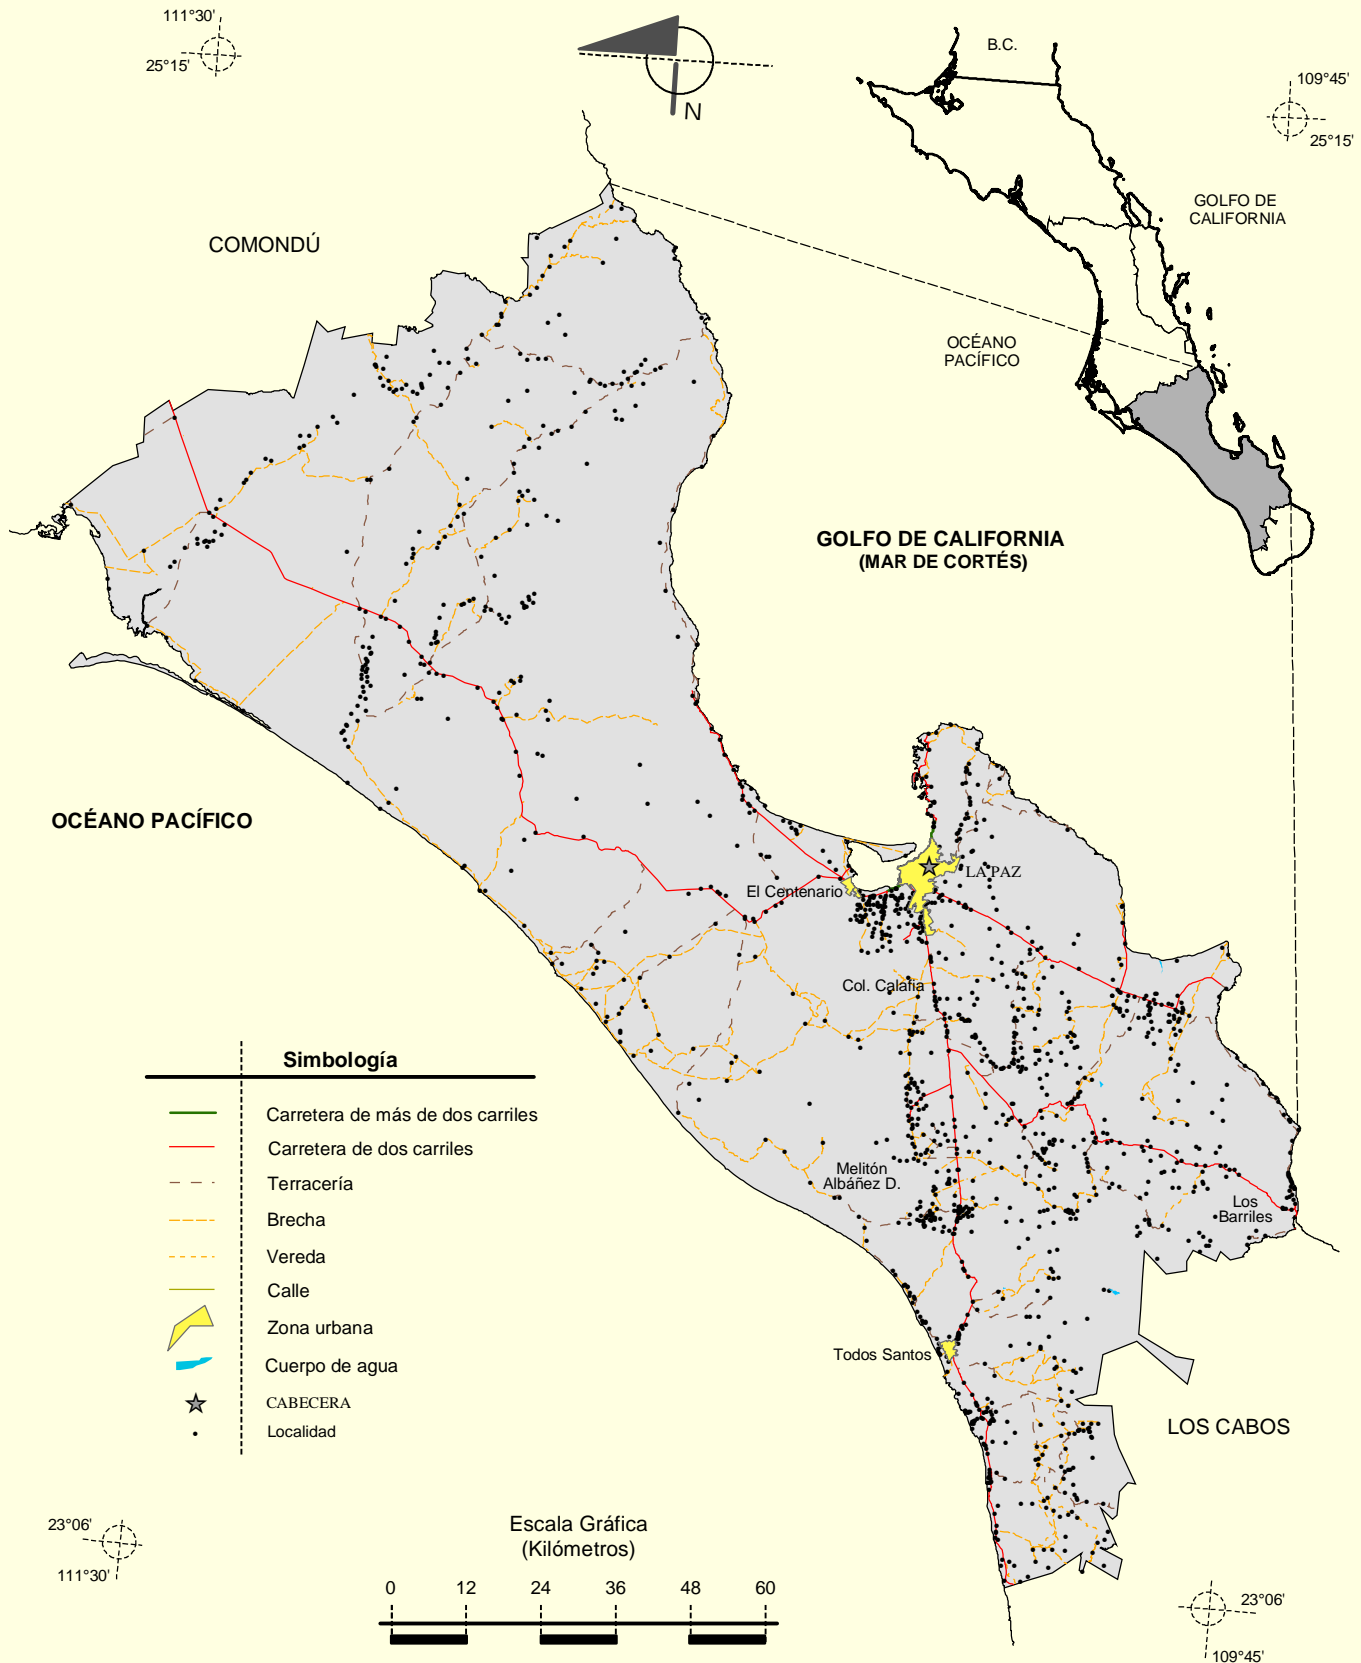 111°30'
25°15'
N
B.C.
109°45'
25°15'
GOLFO DE
CALIFORNIA
OCÉANO
PACÍFICO
COMONDÚ
GOLFO DE CALIFORNIA
(MAR DE CORTÉS)
OCÉANO PACÍFICO
El Centenario
LA PAZ
Col. Calafia
Melitón
Albáñez D.
Los
Barriles
Todos Santos
LOS CABOS
Simbología
Carretera de más de dos carriles
Carretera de dos carriles
Terracería
Brecha
Vereda
Calle
Zona urbana
Cuerpo de agua
CABECERA
Localidad
23°06'
111°30'
Escala Gráfica
(Kilómetros)
0 12 24 36 48 60
23°06'
109°45'